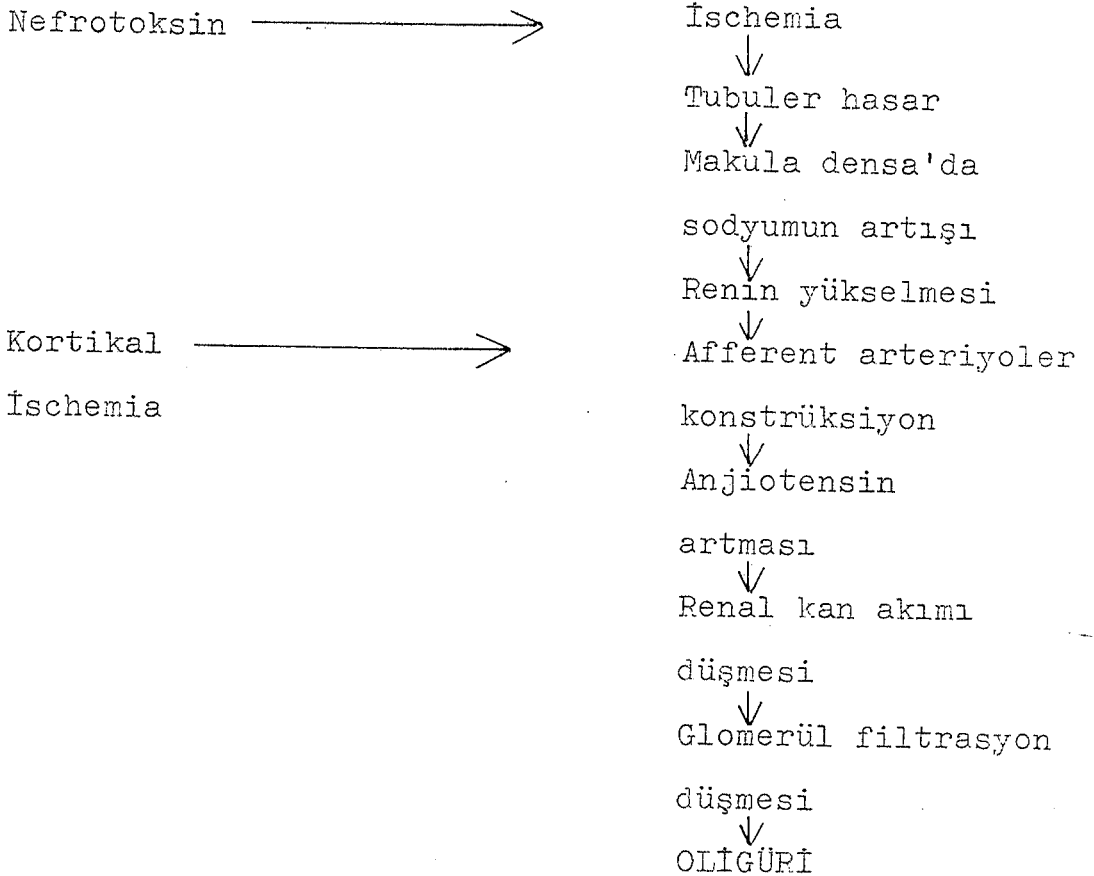 Nefrotoksin İschemia
Tubuler hasar
Makula densa'da
sodyumun artışı
Renin yükselmesi
Kortikal Afferent arteriyoler
İschemia konstrüksiyon
Anjiotensin
artması
Renal kan akımı
düşmesi
Glomerül filtrasyon
düşmesi
OLİGÜRİ